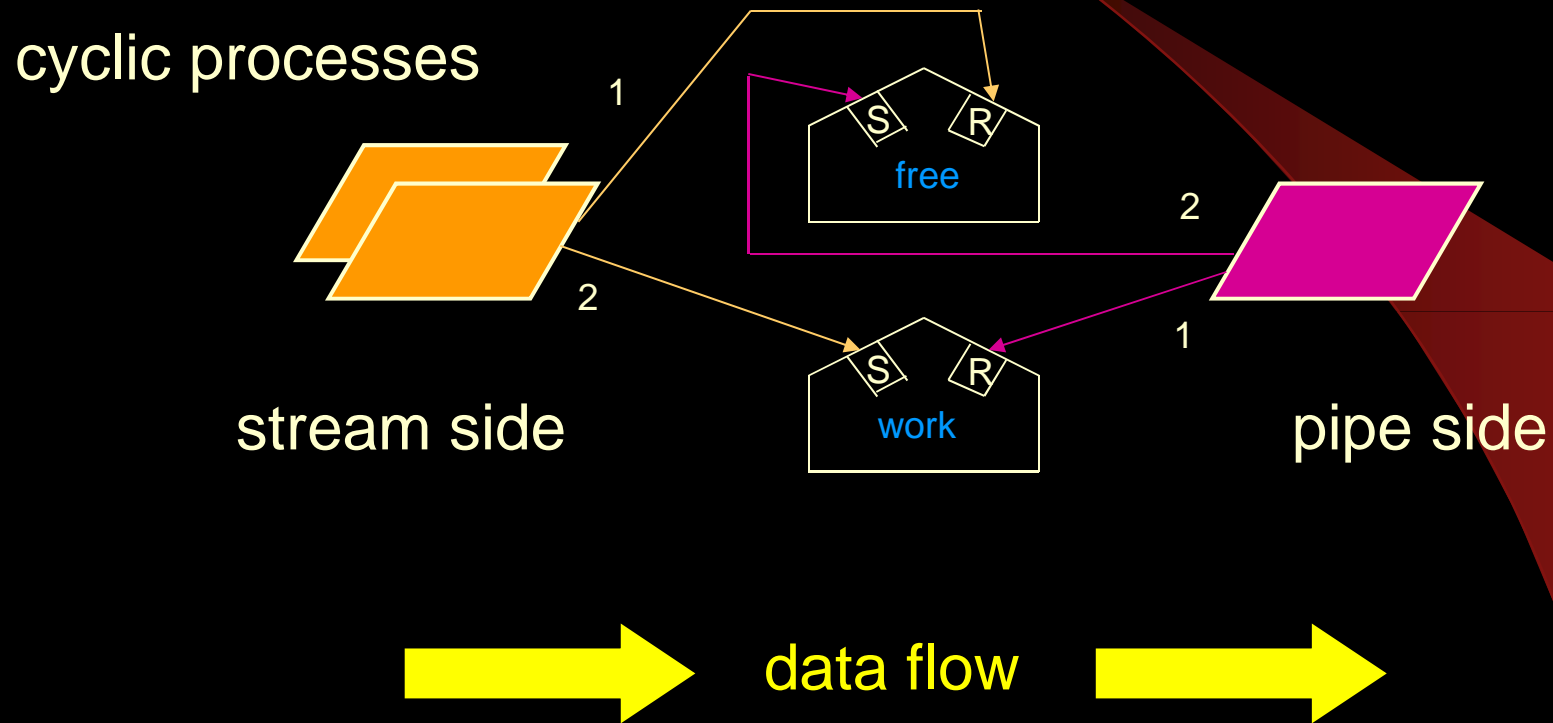 cyclic processes
1
S
R
free
2
2
1
S
R
work
stream side
pipe side
data flow